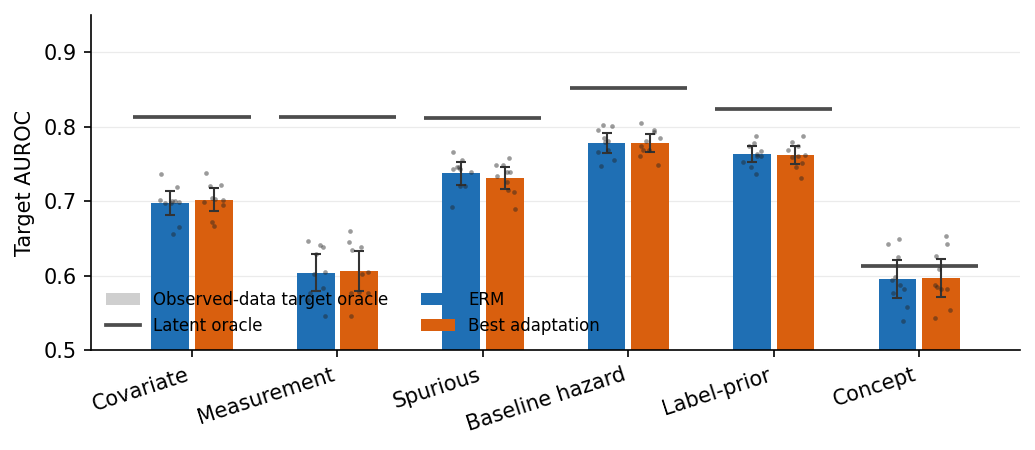 Target AUROC
0.9
0.8
0.7
0.6
0.5
Observed-data target oracle
Latent oracle
ERM
Best adaptation
Covariate
Measurement
Spurious
Baseline hazard
Label-prior
Concept